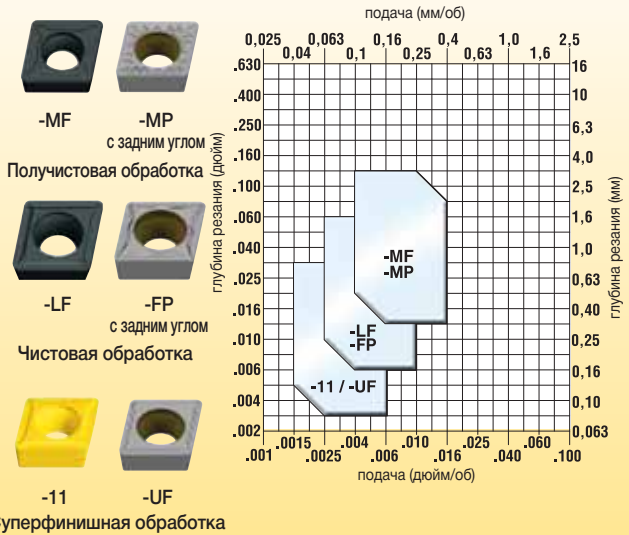 -MF
-MP
с задним углом
Получистовая обработка
-LF
-FP
с задним углом
Чистовая обработка
-11
-UF
Суперфинишная обработка
подача (мм/об)
0,025 0,063 0,16 0,4 1,0 2,5
0,04 0,1 0,25 0,63 1,6
глубина резания (дюйм)
.630
.400
.250
.160
.100
.060
.040
.025
.016
.010
.006
.004
.002
16
10
6,3
4,0
2,5
1,6
1,0
0,63
0,40
0,25
0,16
0,10
0,063
глубина резания (мм)
-MF
-MP
-LF
-FP
-11 / -UF
.0015 .004 .010 .025 .060
.001 .0025 .006 .016 .040 .100
подача (дюйм/об)